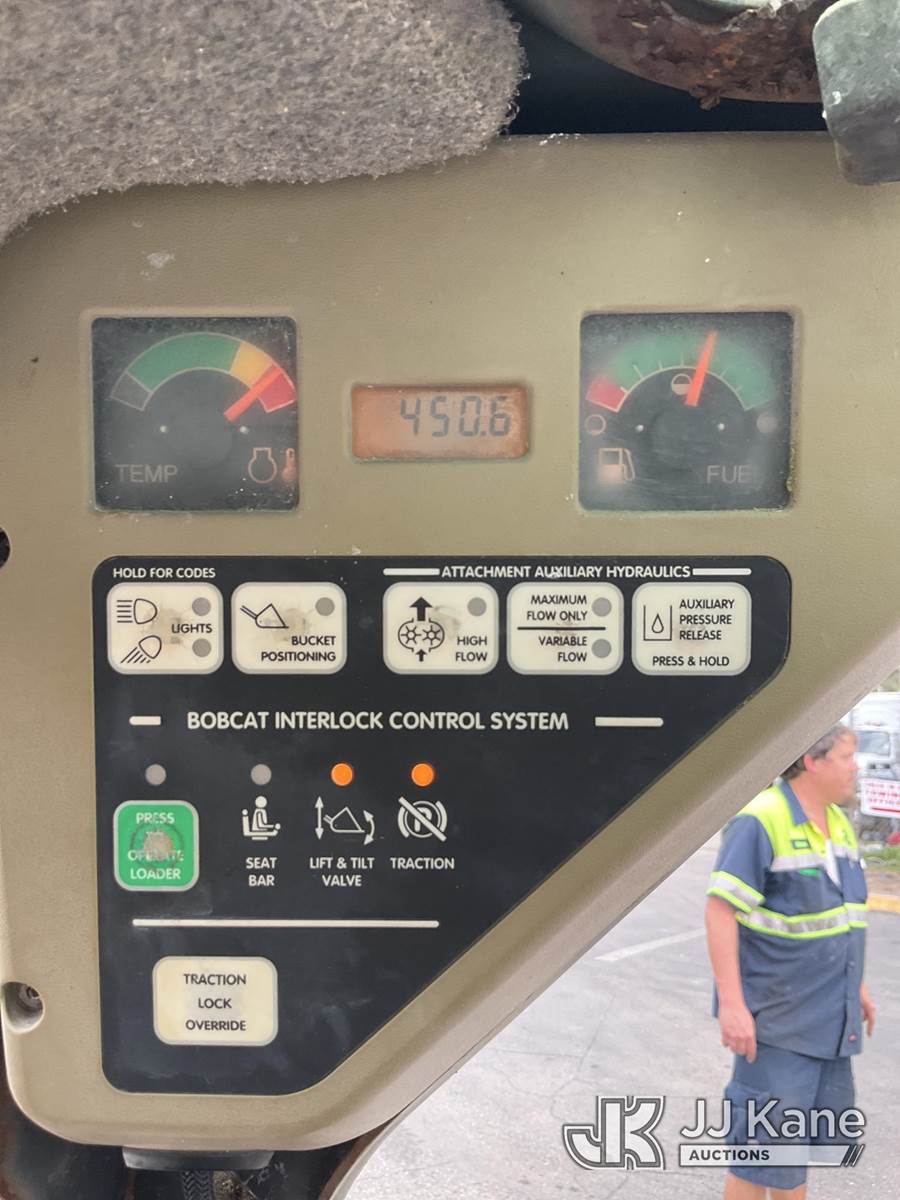 450.6
TEMP
FUEL
HOLD FOR CODES
ATTACHMENT AUXILIARY HYDRAULICS
LIGHTS
BUCKET
POSITIONING
HIGH
FLOW
MAXIMUM
FLOW ONLY
VARIABLE
FLOW
AUXILIARY
PRESSURE
RELEASE
PRESS & HOLD
BOBCAT INTERLOCK CONTROL SYSTEM
PRESS
OPERATE
LOADER
SEAT
BAR
LIFT & TILT
VALVE
TRACTION
TRACTION
LOCK
OVERRIDE
JK JJ Kane
AUCTIONS